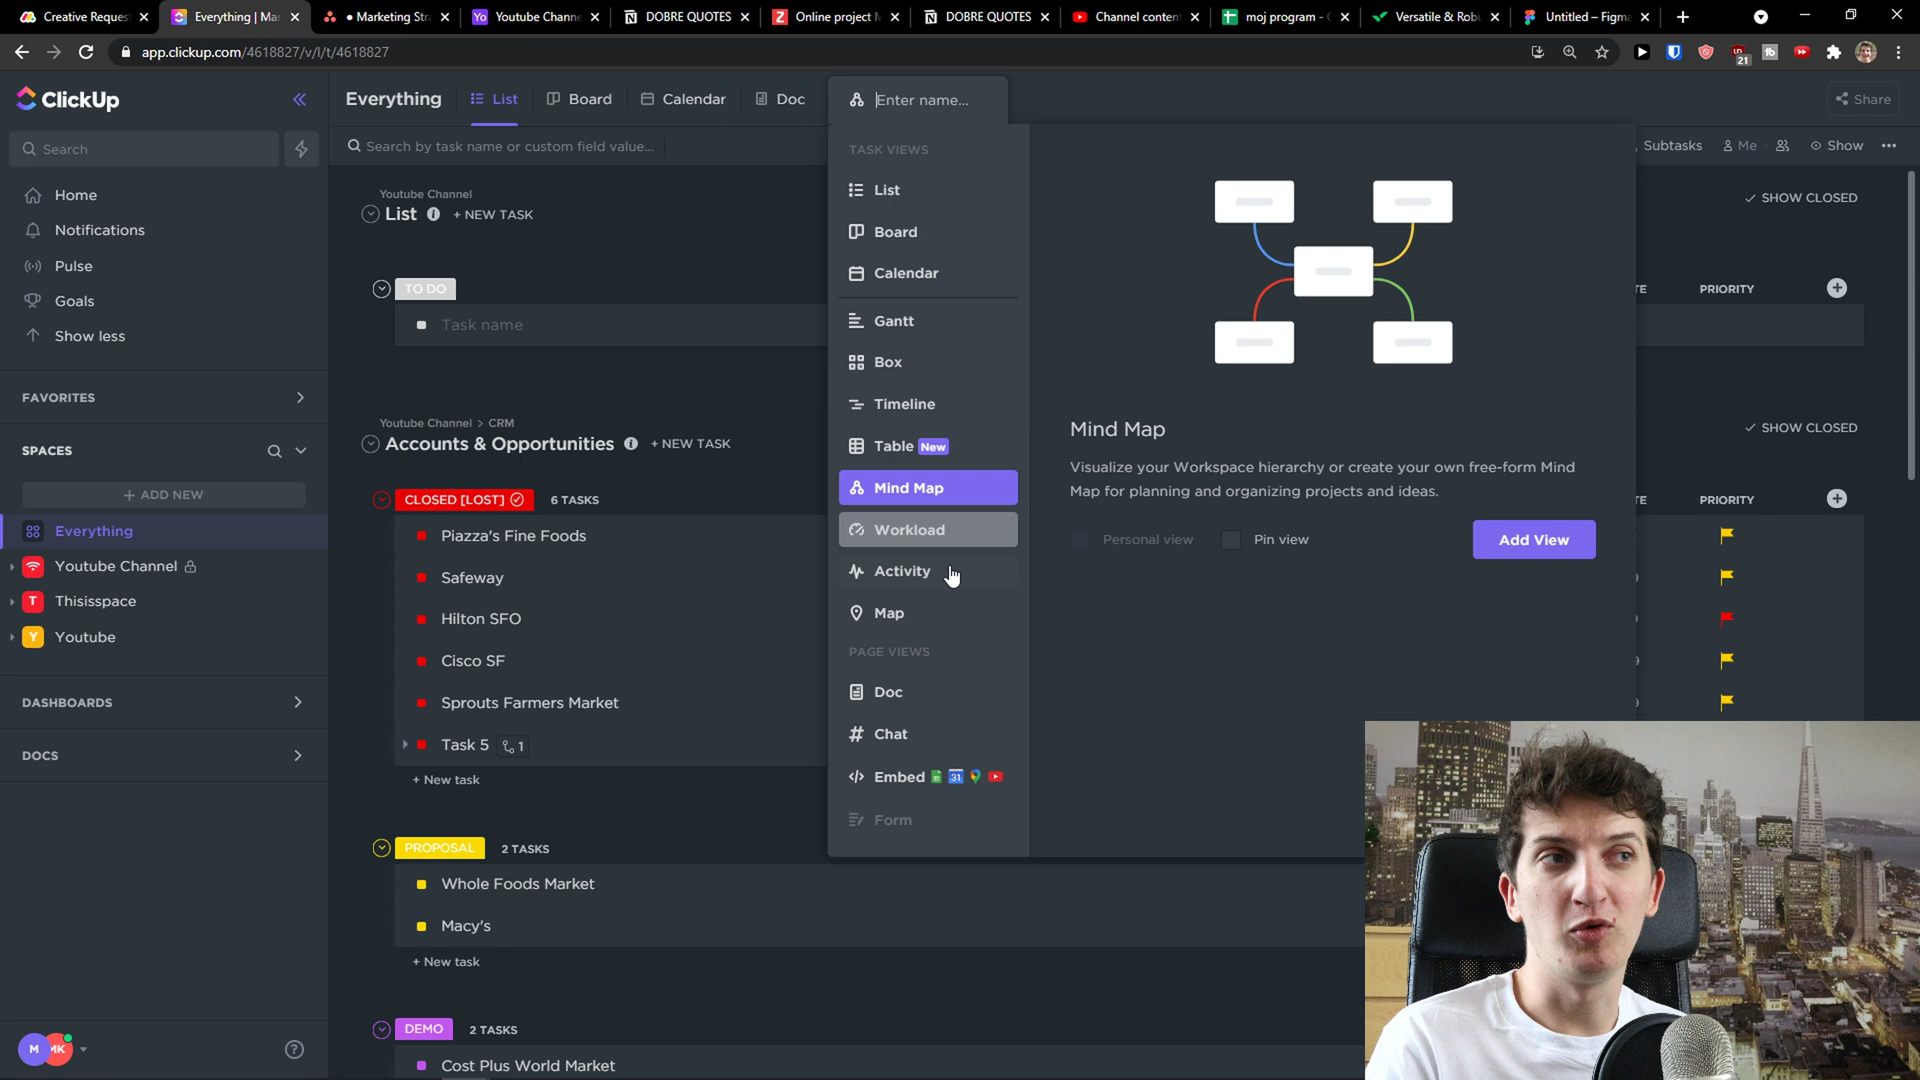 Creative Reques
Everything | Mar
• Marketing Str
Youtube Chann
DOBRE QUOTES
Online project M
DOBRE QUOTES
Channel conten
moj program -
Versatile & Rob
Untitled – Figma
app.clickup.com/4618827/v/l/t/4618827
21
ClickUp
Everything
List
Board
Calendar
Doc
Enter name...
Share
Search
Search by task name or custom field value...
Subtasks
Me
Show
Home
Notifications
Pulse
Goals
Show less
FAVORITES
SPACES
+ ADD NEW
Everything
Youtube Channel
T Thisisspace
Y Youtube
DASHBOARDS
DOCS
M MK
Youtube Channel
List + NEW TASK
SHOW CLOSED
TO DO
TE PRIORITY
Task name
Youtube Channel > CRM
Accounts & Opportunities + NEW TASK
SHOW CLOSED
CLOSED [LOST] 6 TASKS
PRIORITY
Piazza's Fine Foods
Safeway
Hilton SFO
Cisco SF
Sprouts Farmers Market
Task 5 1
+ New task
PROPOSAL 2 TASKS
Whole Foods Market
Macy's
+ New task
DEMO 2 TASKS
Cost Plus World Market
TASK VIEWS
List
Board
Calendar
Gantt
Box
Timeline
Table New
Mind Map
Workload
Activity
Map
PAGE VIEWS
Doc
Chat
Embed 31
Form
Mind Map
Visualize your Workspace hierarchy or create your own free-form Mind
Map for planning and organizing projects and ideas.
Personal view
Pin view
Add View